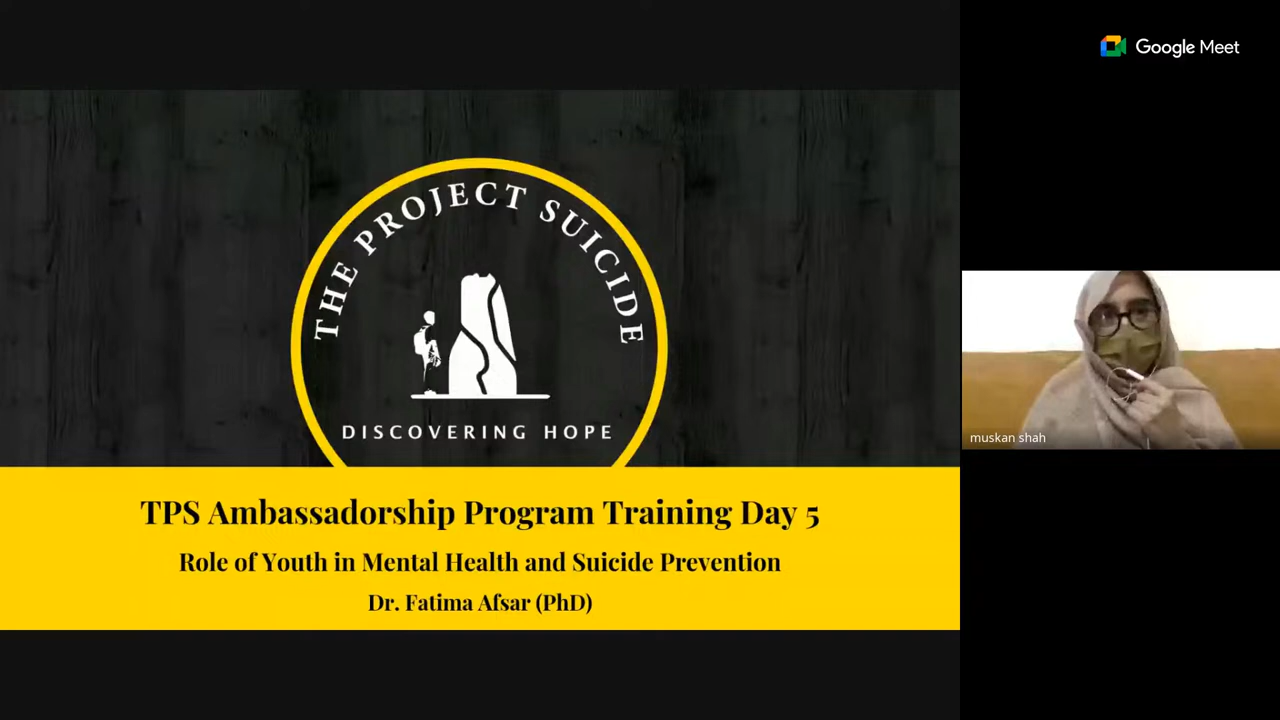 THE PROJECT SUICIDE
DISCOVERING HOPE
TPS Ambassadorship Program Training Day 5
Role of Youth in Mental Health and Suicide Prevention
Dr. Fatima Afsar (PhD)
Google Meet
muskan shah